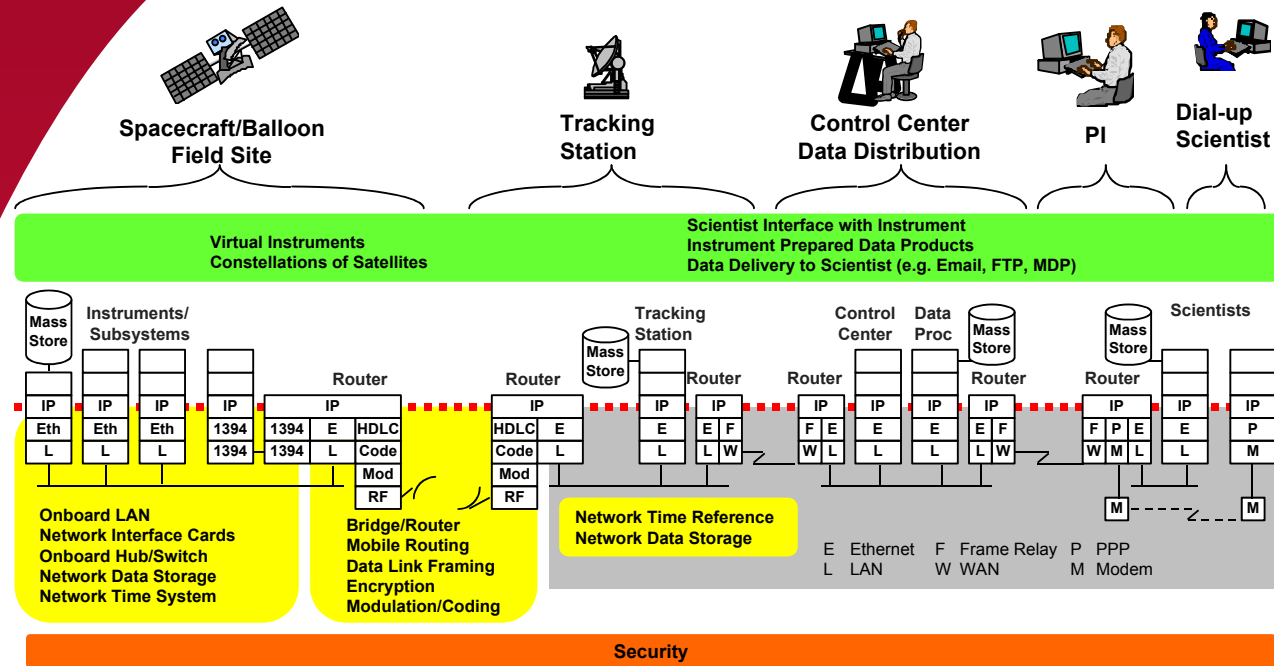 Spacecraft/Balloon
Field Site
Tracking
Station
Control Center
Data Distribution
PI
Dial-up
Scientist
Virtual Instruments
Constellations of Satellites
Scientist Interface with Instrument
Instrument Prepared Data Products
Data Delivery to Scientist (e.g. Email, FTP, MDP)
Mass
Store
Instruments/
Subsystems
Router
Router
Mass
Store
Tracking
Station
Router
Router
Control
Center
Data
Proc
Mass
Store
Router
Router
Mass
Store
Scientists
IP IP IP IP IP IP IP IP IP IP IP IP IP IP IP
Eth Eth Eth 1394 1394 E HDLC HDLC E E E F F E E E E F F P E E P
L L L 1394 1394 L Code Code L L L W W L L L L W W M L L M
Mod Mod
RF RF
M M
Onboard LAN
Network Interface Cards
Onboard Hub/Switch
Network Data Storage
Network Time System
Bridge/Router
Mobile Routing
Data Link Framing
Encryption
Modulation/Coding
Network Time Reference
Network Data Storage
E Ethernet F Frame Relay P PPP
L LAN W WAN M Modem
Security